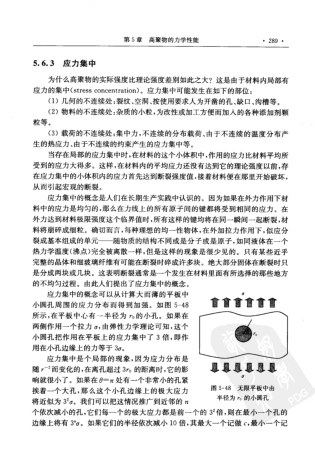 第 5 章 高聚物的力学性能
· 289 ·
5.6.3 应力集中
为什么高聚物的实际强度比理论强度差别如此之大? 这是由于材料内部有
应力的集中(stress concentration)。应力集中可能发生在如下的部位:
(1) 几何的不连续处:裂纹、空洞、按使用要求人为开凿的孔、缺口、沟槽等。
(2) 物料的不连续处:杂质的小粒,为改性或加工方便而加入的各种添加剂颗
粒等。
(3) 载荷的不连续处:集中力,不连续的分布载荷、由于不连续的温度分布产
生的热应力、由于不连续的约束产生的应力集中等。
当存在局部的应力集中时,在材料的这个小体积中,作用的应力比材料平均所
受到的应力大得多。这样,在材料内的平均应力还没有达到它的理论强度以前,存
在应力集中的小体积内的应力首先达到断裂强度值,接着材料便在那里开始破坏,
从而引起宏观的断裂。
应力集中的概念是人们在长期生产实践中认识的。因为如果在外力作用下材
料中的应力是均匀的,那么在力线上的所有原子间的键都将受到相同的应力。在
外力达到材料极限强度这个临界值时,所有这样的键均将在同一瞬间一起断裂,材
料将崩碎成细粒。确切而言,每种理想的均一性物体,在外加拉力作用下,似应分
裂成基本组成的单元——随物质的结构不同或是分子或是原子,如同液体在一个
热力学温度(沸点)完全被离散一样,但是这样的现象是很少见的。只有某些近乎
完整的晶体和细玻璃纤维有可能在断裂时碎成许多块。绝大部分固体在断裂时只
是分成两块或几块。这表明断裂通常是一个发生在材料里面有所选择的那些地方
的不均匀过程。由此人们提出了应力集中的概念。
应力集中的概念可以从计算大而薄的平板中
小圆孔周围的应力分布而得到加强。如图 5-48
所示,在平板中心有一半径为 r₀ 的小孔。如果在
两侧作用一个拉力 σ,由弹性力学理论可知,这个
小圆孔把作用在平板上的应力集中了 3 倍,即作
用在小孔边缘上的力等于 3σ。
应力集中是个局部的现象,因为应力分布是
随 r⁻² 而变化的,在离孔超过 3r₀ 的距离时,它的影
响就很小了。如果在 θ=π 处有一个非常小的孔紧
挨着一个大孔,那么这个小孔边缘的极大应力将
将近似为 3²σ。我们可以把这情况推广到近邻的 n
个依次减小的孔,它们每一个的极大应力都是前一个的 3²倍,则在最小一个孔的
边缘上将有 3ⁿσ。如果孔的半径依次减小 10 倍,其最大一个记做 1,最小一个记
图 5-48 无限平板中由
半径为 r₀ 的小圆孔